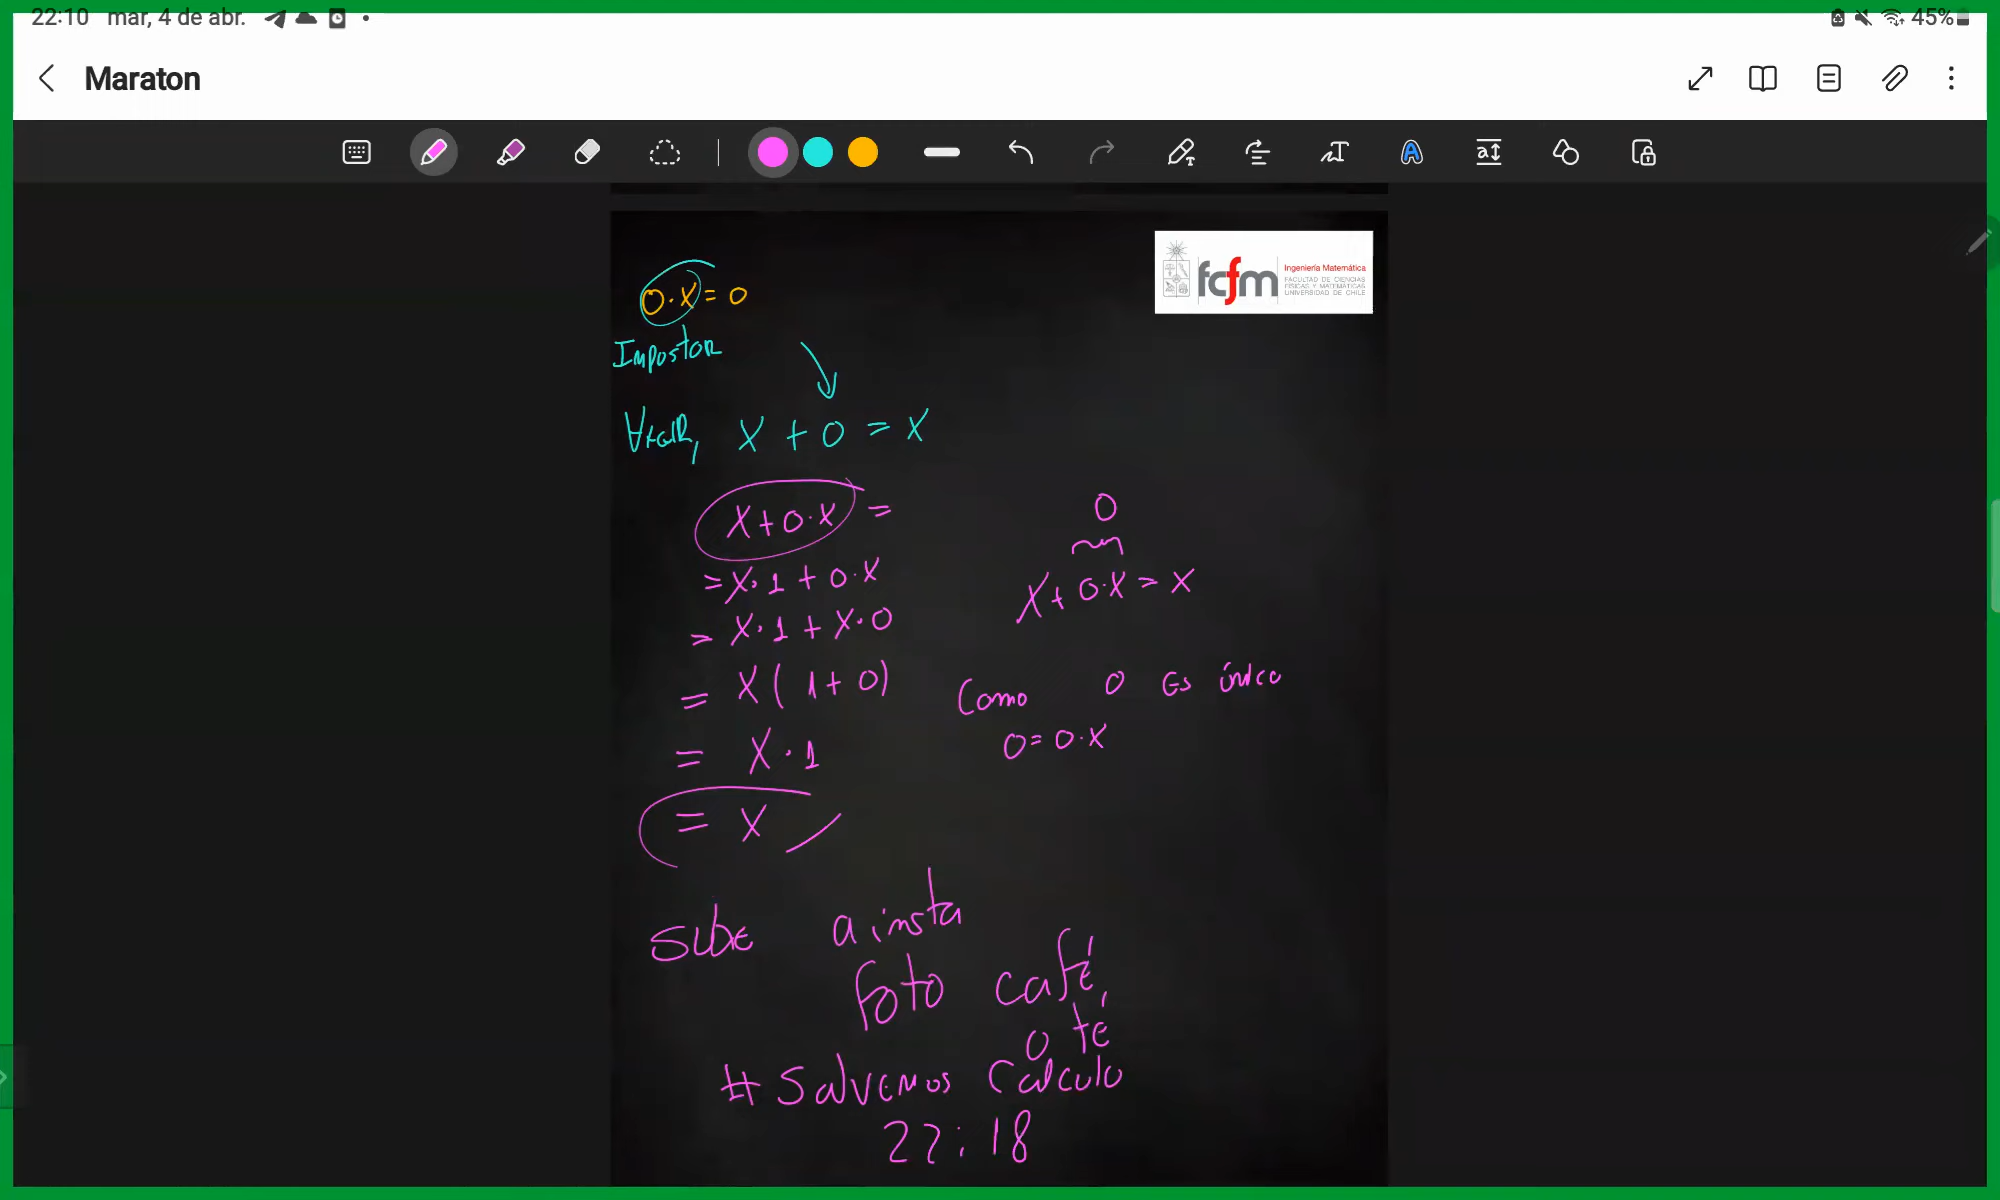 22:10 mar, 4 de abr.
45%
Maraton
fcfm
Ingeniería Matemática
FACULTAD DE CIENCIAS
FÍSICAS Y MATEMÁTICAS
UNIVERSIDAD DE CHILE
0·x = 0
Impostor
∀x∈ℝ, x + 0 = x
x + 0·x =
= x·1 + 0·x
= x·1 + x·0
= x(1 + 0)
= x·1
= x
0
x + 0·x = x
Como 0 es único
0 = 0·x
Sube a insta
foto café,
o té
# Salvemos Calculo
22:18